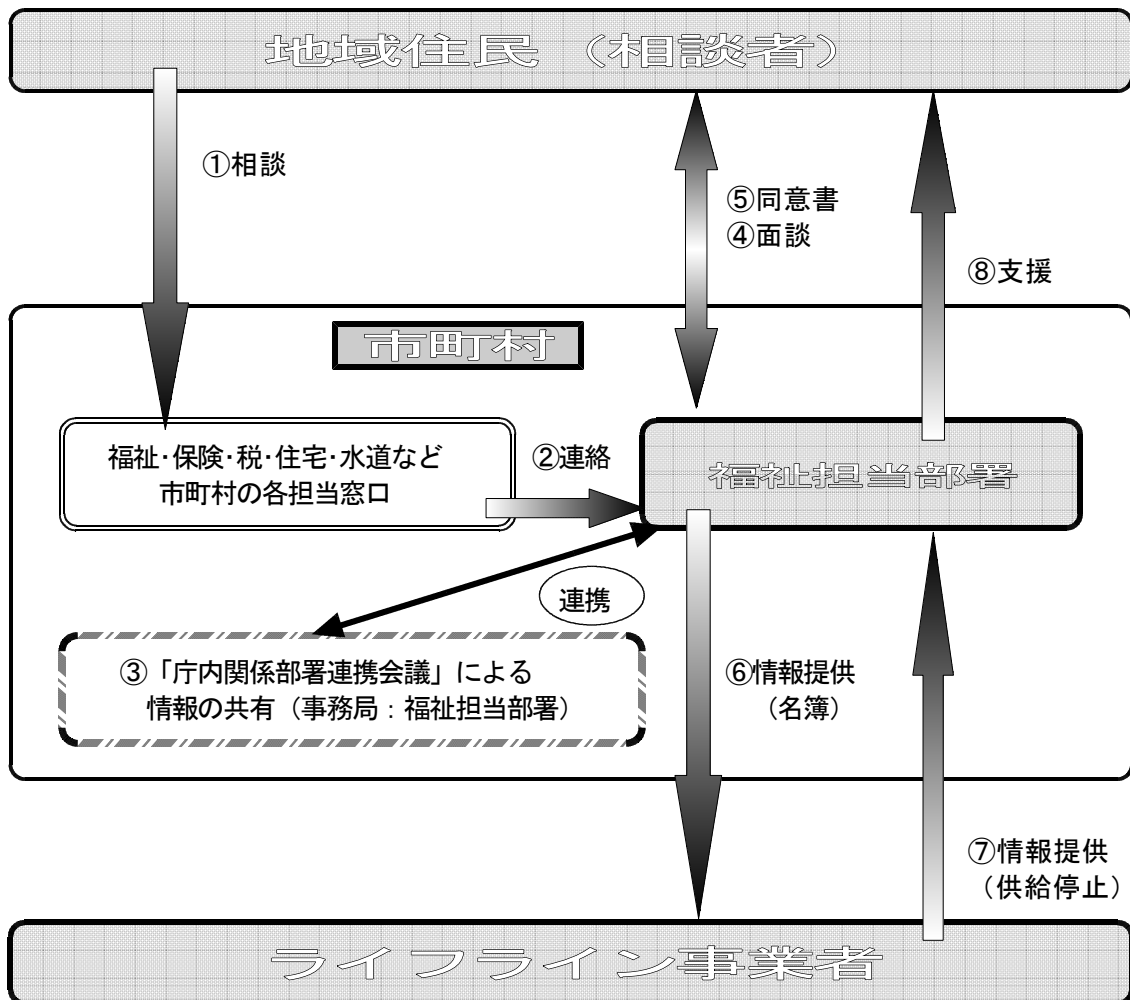 地域住民（相談者）
①相談
⑤同意書
④面談
⑧支援
市町村
福祉・保険・税・住宅・水道など
市町村の各担当窓口
②連絡
福祉担当部署
連携
③「庁内関係部署連携会議」による
情報の共有（事務局：福祉担当部署）
⑥情報提供
（名簿）
⑦情報提供
（供給停止）
ライフライン事業者